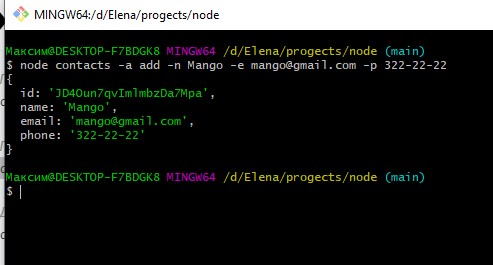 MINGW64:/d/Elena/progects/node
Максим@DESKTOP-F7BDGK8 MINGW64 /d/Elena/progects/node (main)
$ node contacts -a add -n Mango -e mango@gmail.com -p 322-22-22
{
  id: 'JD4Oun7qvImlmbzDa7Mpa',
  name: 'Mango',
  email: 'mango@gmail.com',
  phone: '322-22-22'
}
Максим@DESKTOP-F7BDGK8 MINGW64 /d/Elena/progects/node (main)
$